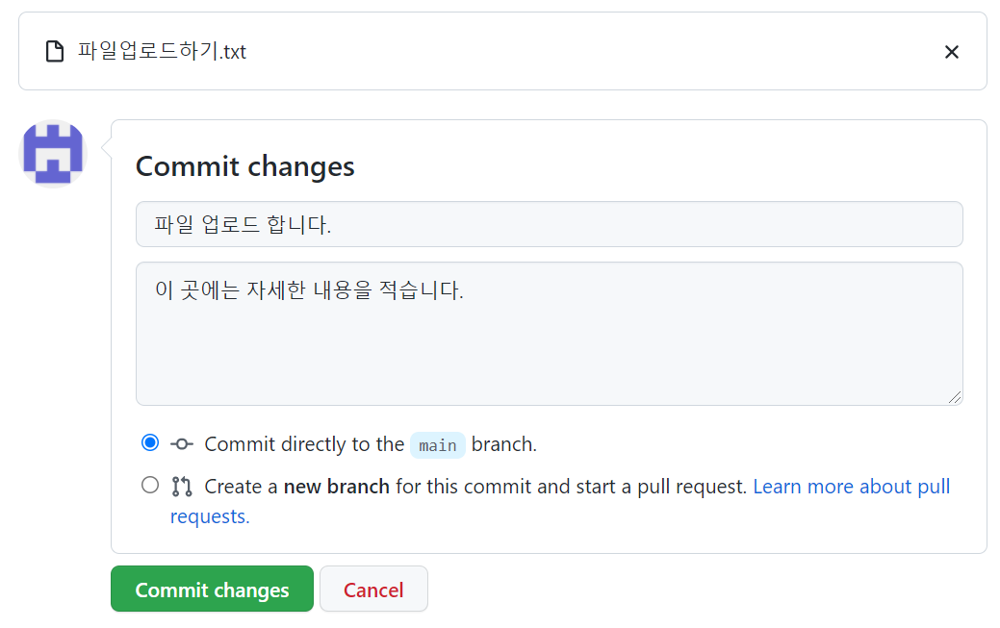 파일업로드하기.txt
Commit changes
파일 업로드 합니다.
이 곳에는 자세한 내용을 적습니다.
Commit directly to the main branch.
Create a new branch for this commit and start a pull request. Learn more about pull
requests.
Commit changes Cancel